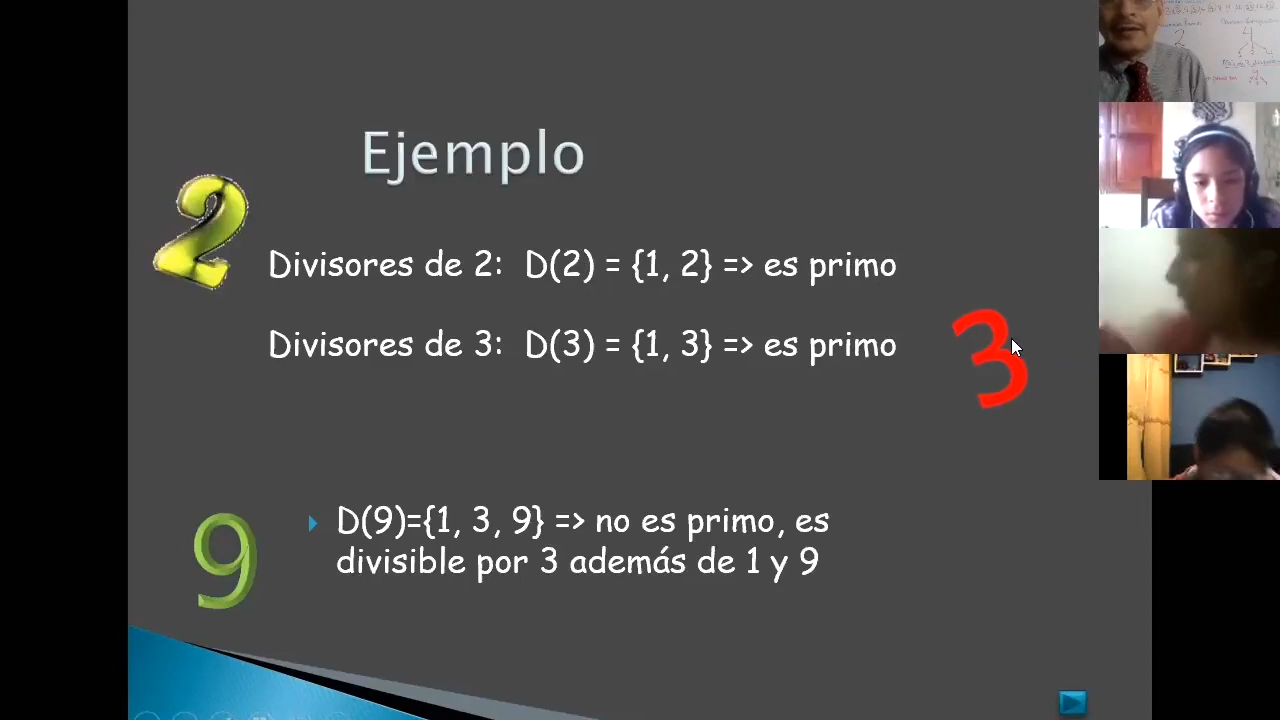 Ejemplo
2
Divisores de 2: D(2) = {1, 2} => es primo
Divisores de 3: D(3) = {1, 3} => es primo
3
9
D(9)={1, 3, 9} => no es primo, es
divisible por 3 además de 1 y 9